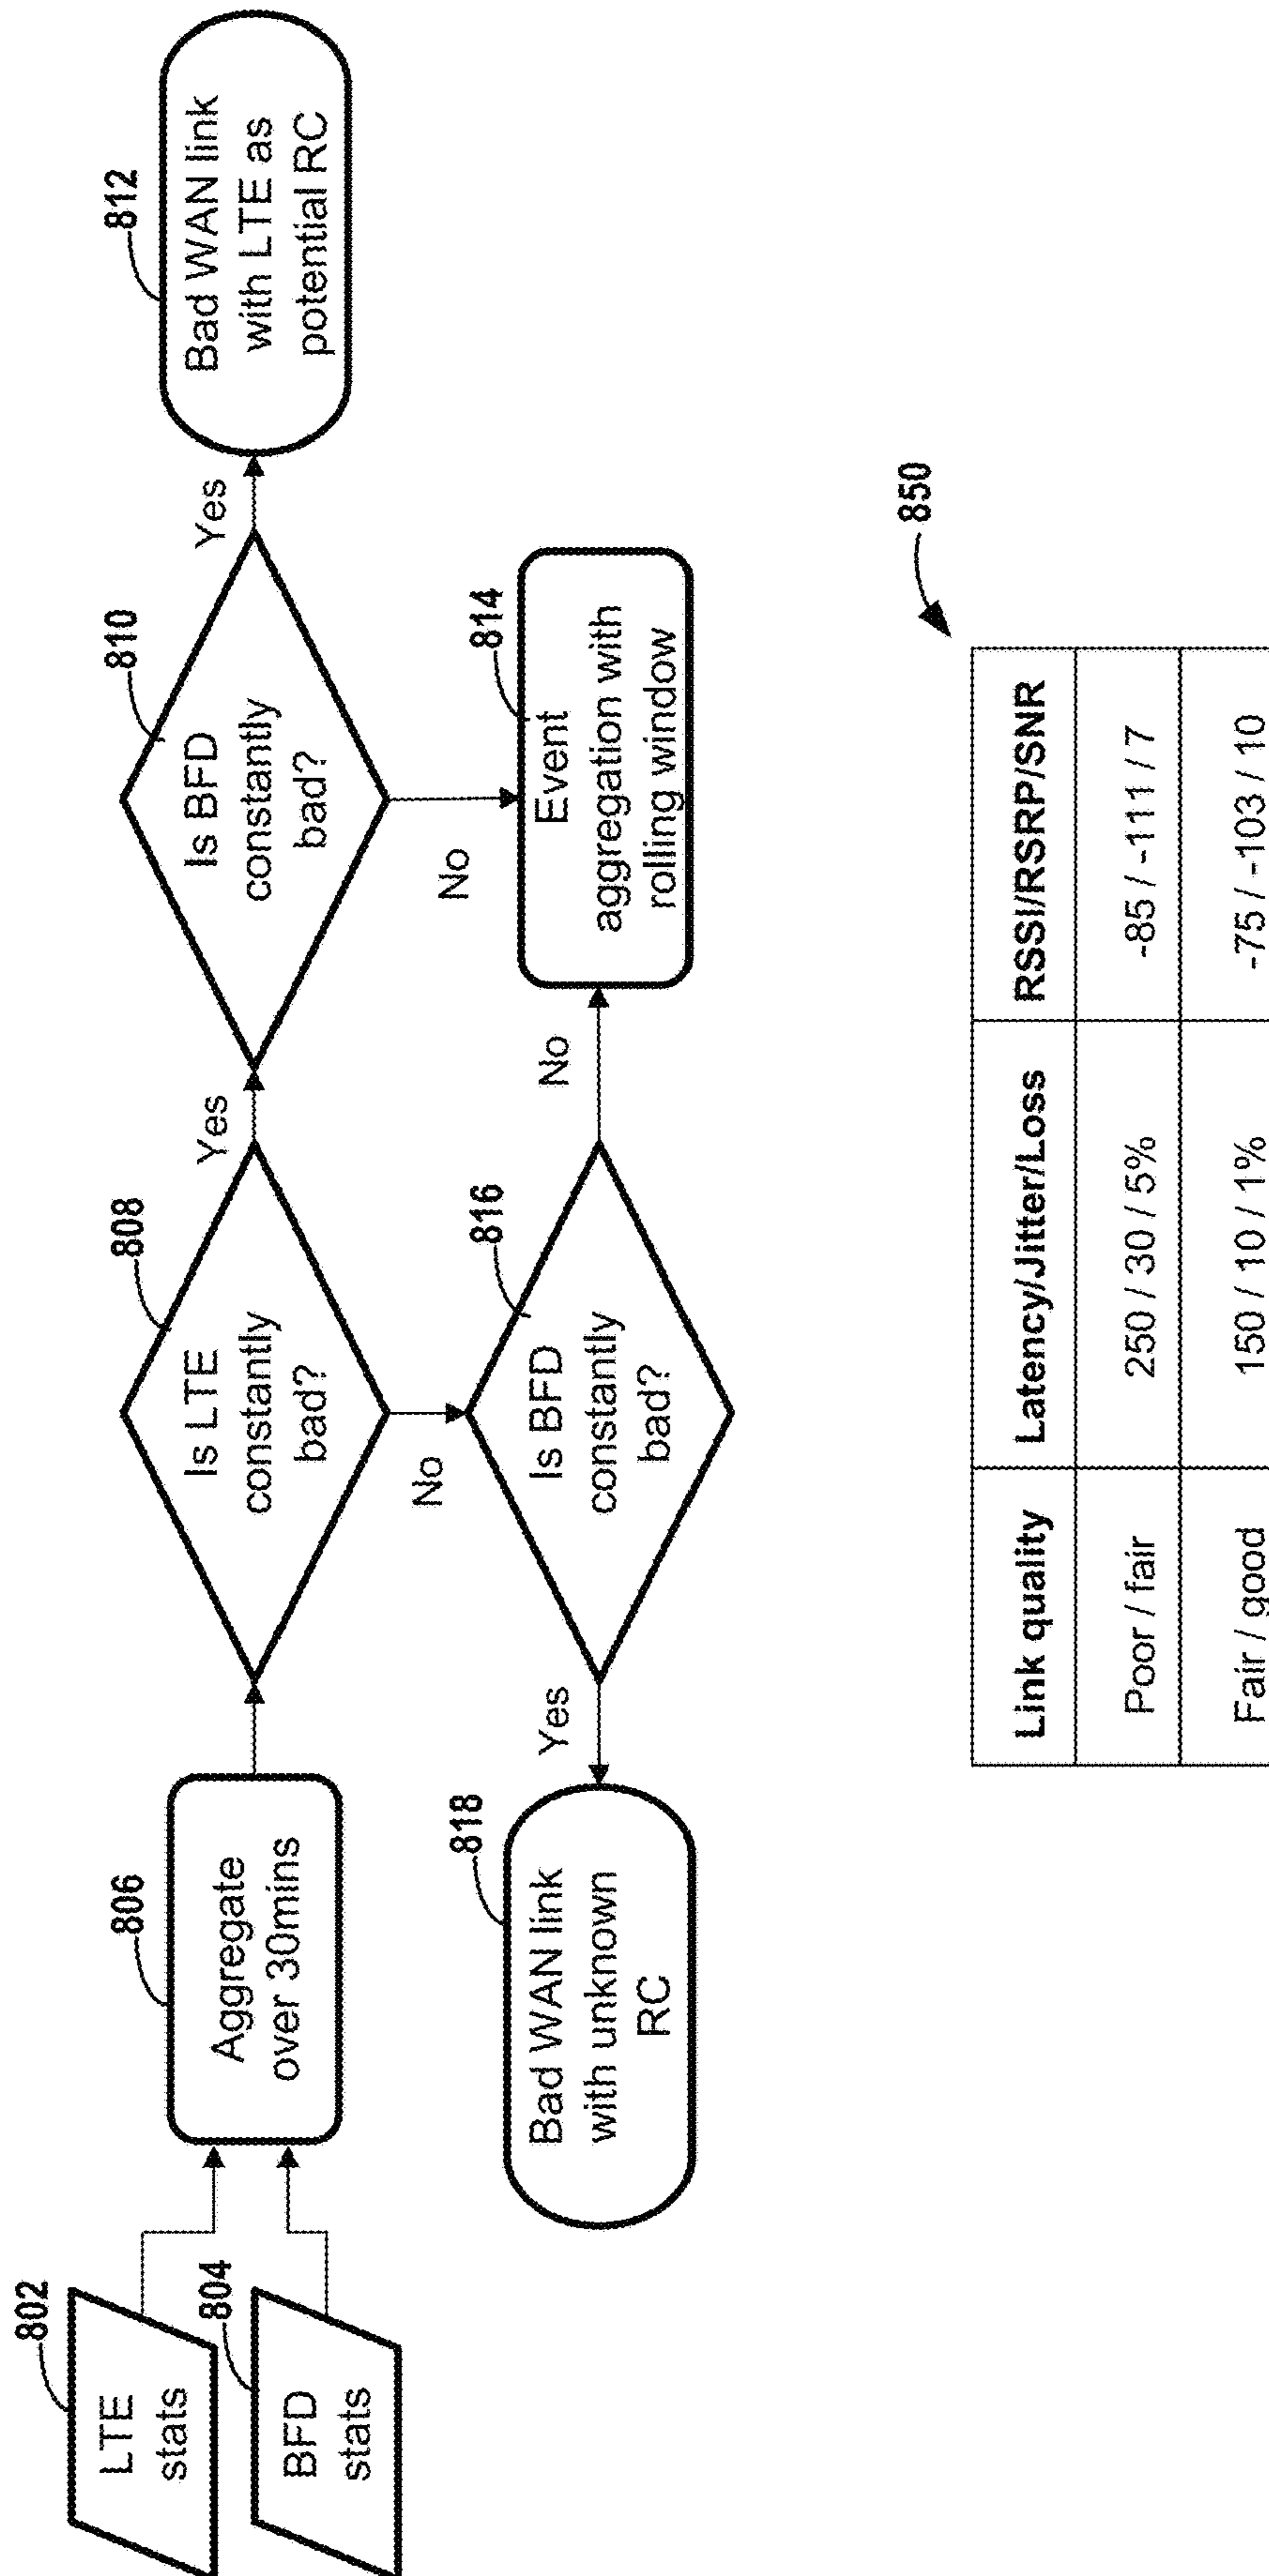 802
LTE
stats
804
BFD
stats
806
Aggregate
over 30mins
808
Is LTE
constantly
bad?
Yes
810
Is BFD
constantly
bad?
Yes
812
Bad WAN link
with LTE as
potential RC
No
No
818
Bad WAN link
with unknown
RC
Yes
816
Is BFD
constantly
bad?
No
814
Event
aggregation with
rolling window
850
Link quality Latency/Jitter/Loss RSSI/RSRP/SNR
Poor / fair 250 / 30 / 5% -85 / -111 / 7
Fair / good 150 / 10 / 1% -75 / -103 / 10